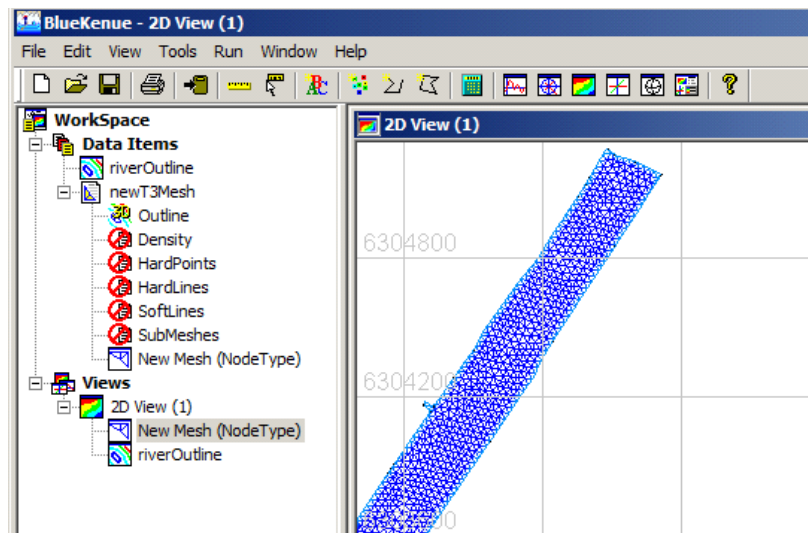 BlueKenue - 2D View (1)
File Edit View Tools Run Window Help
WorkSpace
Data Items
riverOutline
newT3Mesh
Outline
Density
HardPoints
HardLines
SoftLines
SubMeshes
New Mesh (NodeType)
Views
2D View (1)
New Mesh (NodeType)
riverOutline
2D View (1)
6304800
6304200